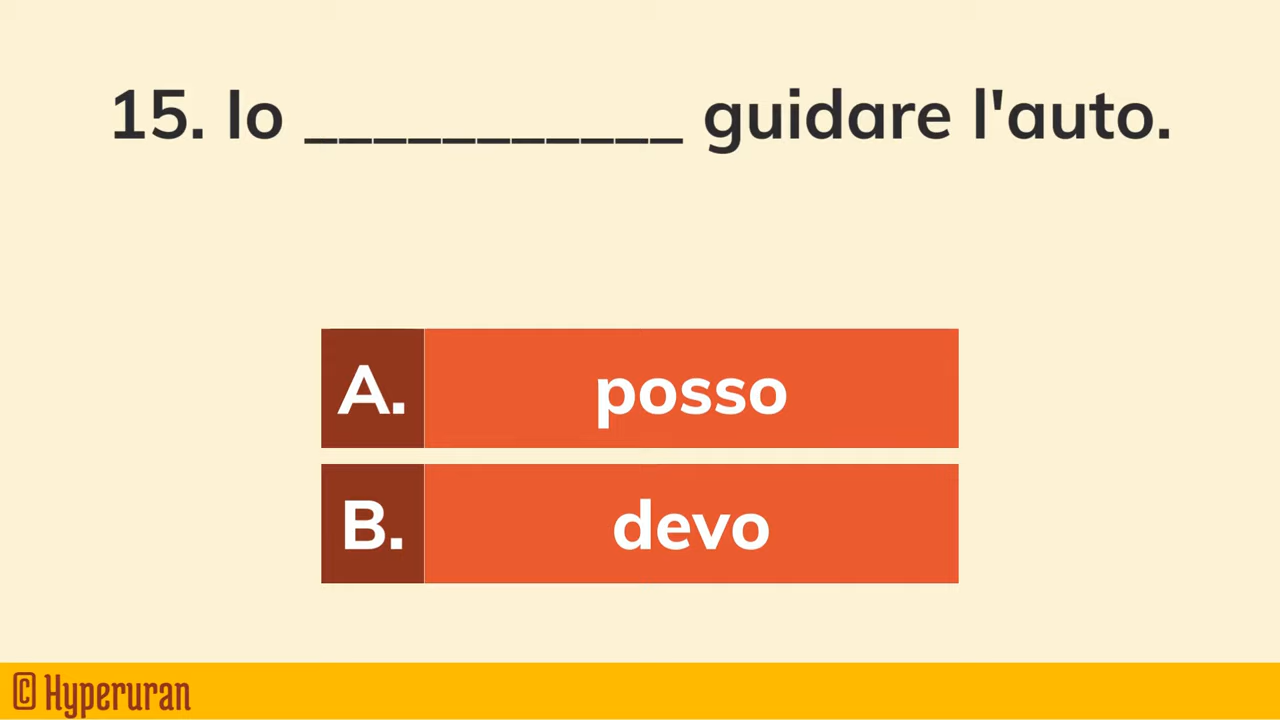 15. Io ___________ guidare l'auto.
A. posso
B. devo
© Hyperuran